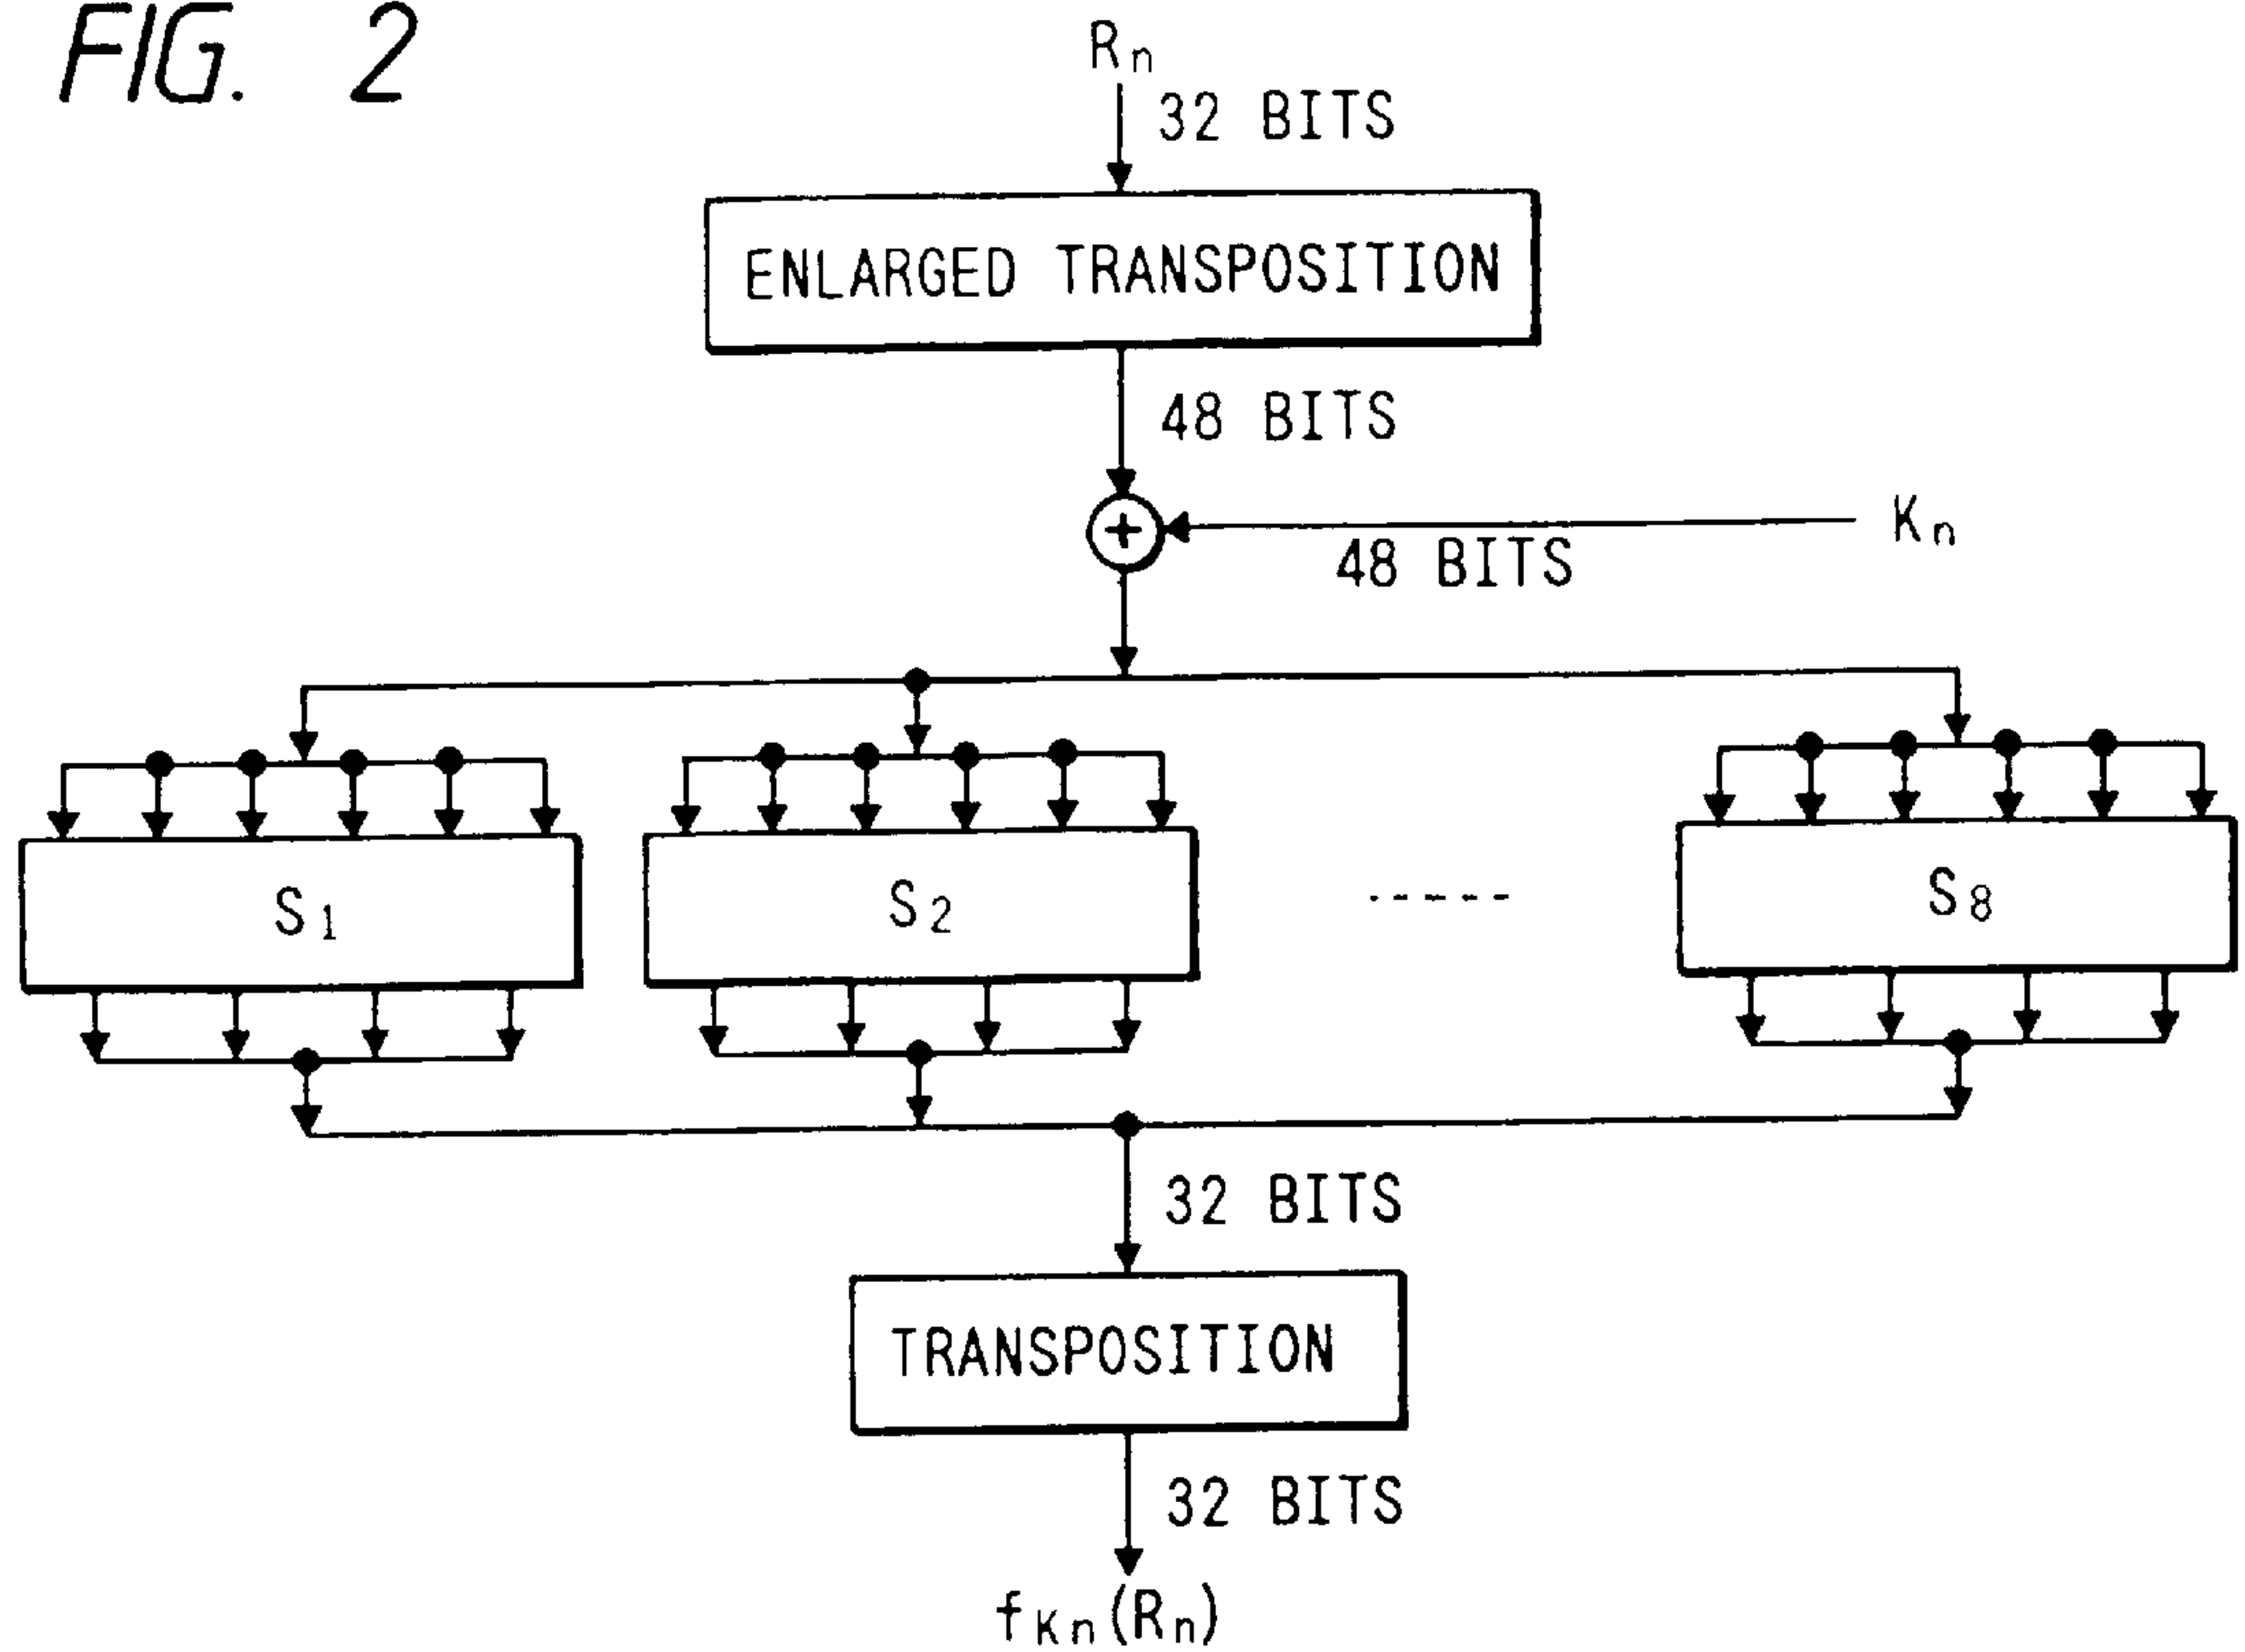 FIG. 2
Rn
32 BITS
ENLARGED TRANSPOSITION
48 BITS
+
Kn
48 BITS
S1
S2
-----
S8
32 BITS
TRANSPOSITION
32 BITS
fKn(Rn)